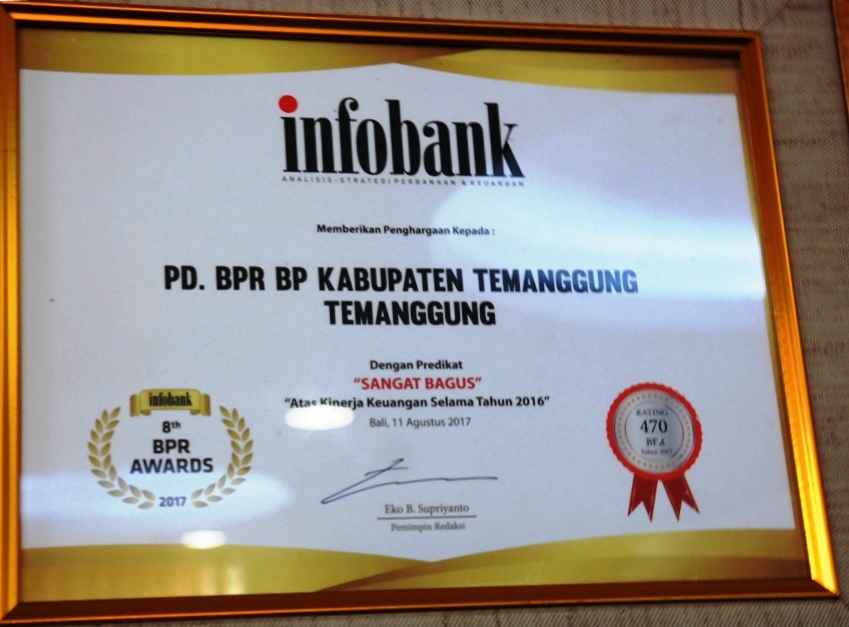 infobank
ANALISIS-STRATEGI PERBANKAN & KEUANGAN
Memberikan Penghargaan Kepada :
PD. BPR BP KABUPATEN TEMANGGUNG
TEMANGGUNG
Dengan Predikat
“SANGAT BAGUS”
“Atas Kinerja Keuangan Selama Tahun 2016”
Bali, 11 Agustus 2017
infobank
8th
BPR
AWARDS
2017
RATING
470
Tahun 2017
Eko B. Supriyanto
Pemimpin Redaksi